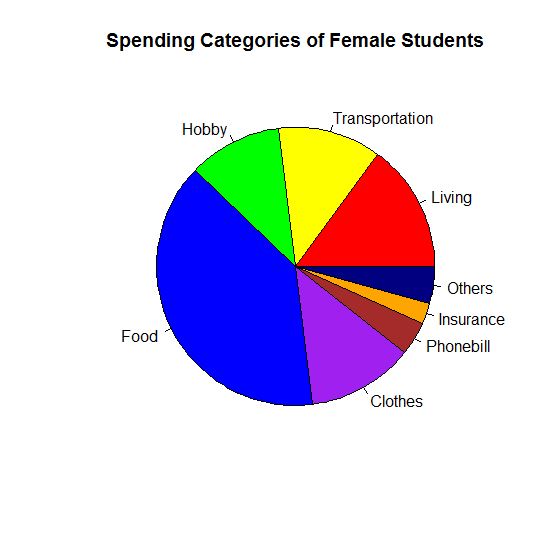 Spending Categories of Female Students
Transportation
Hobby
Living
Others
Insurance
Food
Phonebill
Clothes